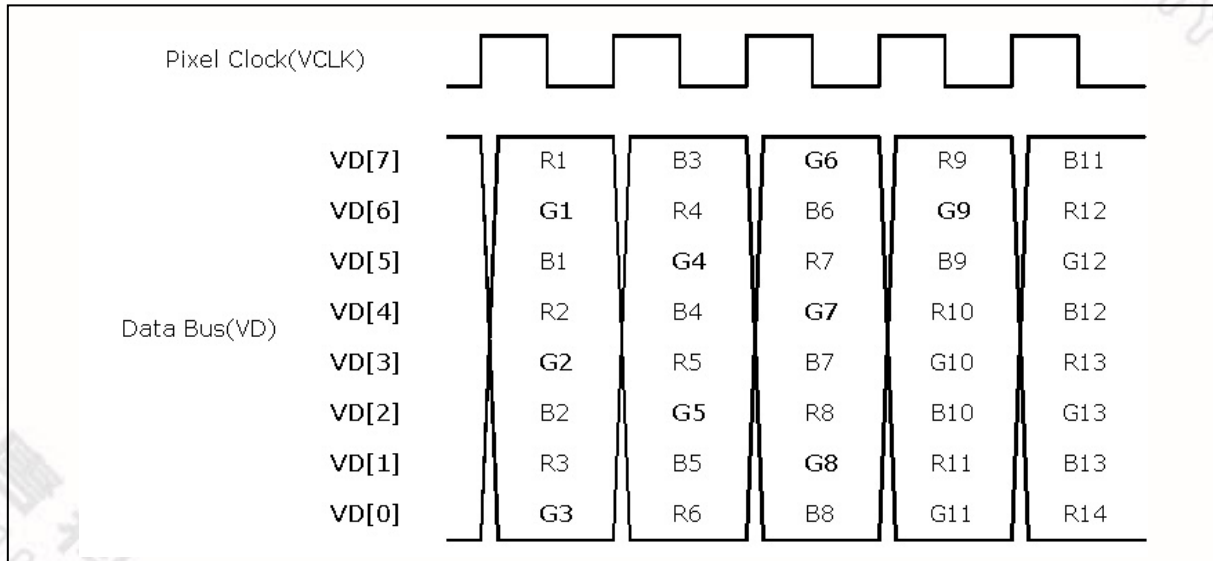 Pixel Clock(VCLK)
VD[7] R1 B3 G6 R9 B11
VD[6] G1 R4 B6 G9 R12
VD[5] B1 G4 R7 B9 G12
Data Bus(VD)
VD[4] R2 B4 G7 R10 B12
VD[3] G2 R5 B7 G10 R13
VD[2] B2 G5 R8 B10 G13
VD[1] R3 B5 G8 R11 B13
VD[0] G3 R6 B8 G11 R14